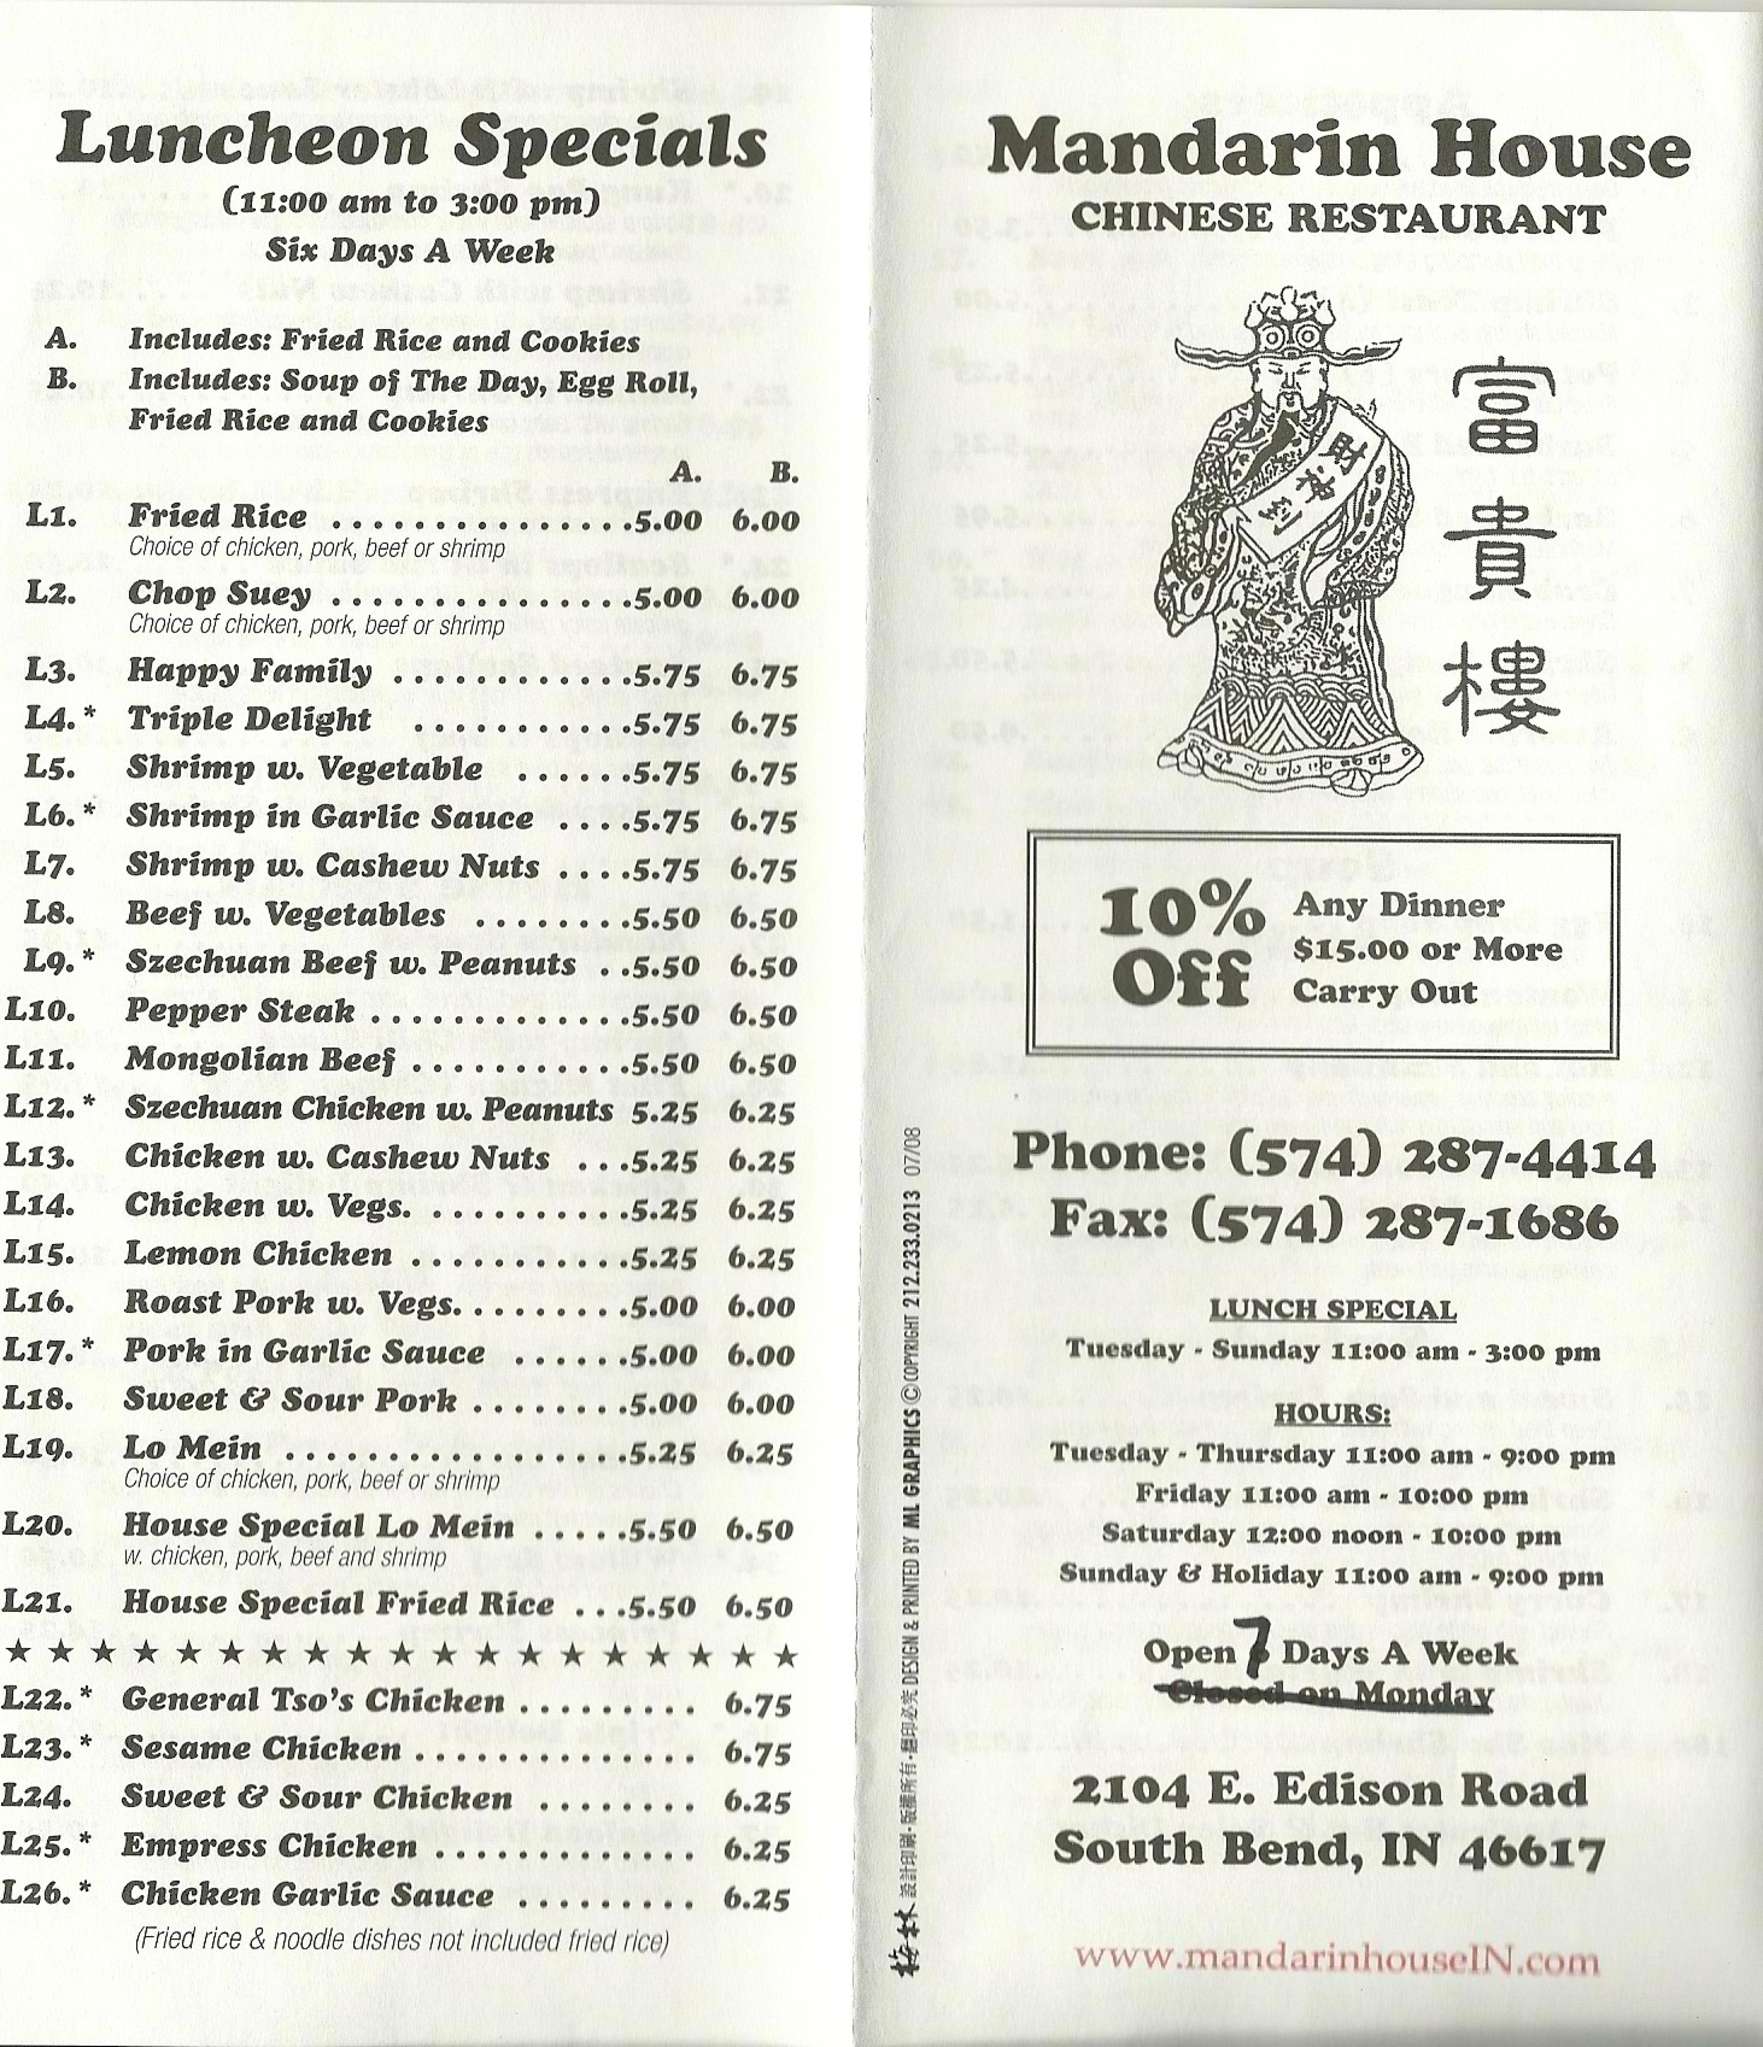 Luncheon Specials
(11:00 am to 3:00 pm)
Six Days A Week
A. Includes: Fried Rice and Cookies
B. Includes: Soup of The Day, Egg Roll,
Fried Rice and Cookies
A. B.
L1. Fried Rice ...............5.00 6.00
Choice of chicken, pork, beef or shrimp
L2. Chop Suey ...............5.00 6.00
Choice of chicken, pork, beef or shrimp
L3. Happy Family ............5.75 6.75
L4.* Triple Delight ...........5.75 6.75
L5. Shrimp w. Vegetable ......5.75 6.75
L6.* Shrimp in Garlic Sauce ....5.75 6.75
L7. Shrimp w. Cashew Nuts ....5.75 6.75
L8. Beef w. Vegetables ........5.50 6.50
L9.* Szechuan Beef w. Peanuts ..5.50 6.50
L10. Pepper Steak .............5.50 6.50
L11. Mongolian Beef ...........5.50 6.50
L12.* Szechuan Chicken w. Peanuts 5.25 6.25
L13. Chicken w. Cashew Nuts ...5.25 6.25
L14. Chicken w. Vegs. ..........5.25 6.25
L15. Lemon Chicken ...........5.25 6.25
L16. Roast Pork w. Vegs.........5.00 6.00
L17.* Pork in Garlic Sauce ......5.00 6.00
L18. Sweet & Sour Pork ........5.00 6.00
L19. Lo Mein .................5.25 6.25
Choice of chicken, pork, beef or shrimp
L20. House Special Lo Mein .....5.50 6.50
w. chicken, pork, beef and shrimp
L21. House Special Fried Rice ...5.50 6.50
★ ★ ★ ★ ★ ★ ★ ★ ★ ★ ★ ★ ★ ★ ★ ★ ★ ★ ★
L22.* General Tso's Chicken ......... 6.75
L23.* Sesame Chicken .............. 6.75
L24. Sweet & Sour Chicken ........ 6.25
L25.* Empress Chicken ............. 6.25
L26.* Chicken Garlic Sauce ......... 6.25
(Fried rice & noodle dishes not included fried rice)
梅林 設計印刷・版權所有・翻印必究 DESIGN & PRINTED BY ML GRAPHICS © COPYRIGHT 212.233.0213 07/08
Mandarin House
CHINESE RESTAURANT
財神到
富貴樓
10% Off
Any Dinner
$15.00 or More
Carry Out
Phone: (574) 287-4414
Fax: (574) 287-1686
LUNCH SPECIAL
Tuesday - Sunday 11:00 am - 3:00 pm
HOURS:
Tuesday - Thursday 11:00 am - 9:00 pm
Friday 11:00 am - 10:00 pm
Saturday 12:00 noon - 10:00 pm
Sunday & Holiday 11:00 am - 9:00 pm
Open 7 Days A Week
Closed on Monday
2104 E. Edison Road
South Bend, IN 46617
www.mandarinhouseIN.com